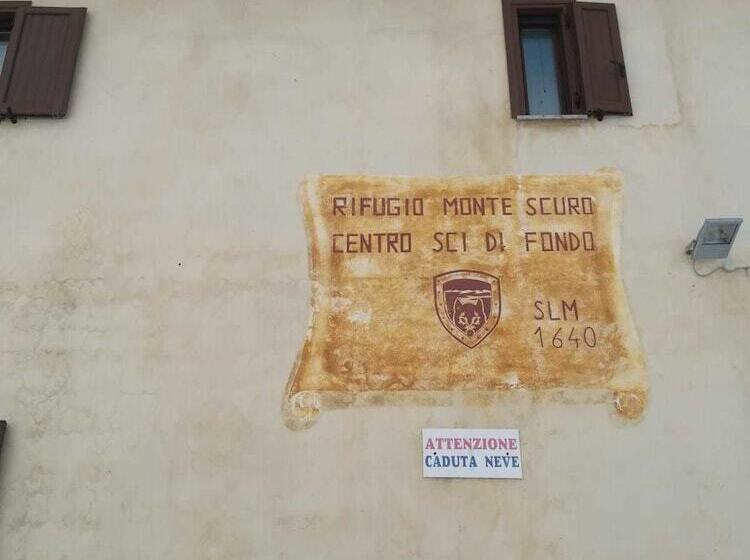 RIFUGIO MONTE SCURO
CENTRO SCI DI FONDO
SLM
1640
ATTENZIONE
CADUTA NEVE